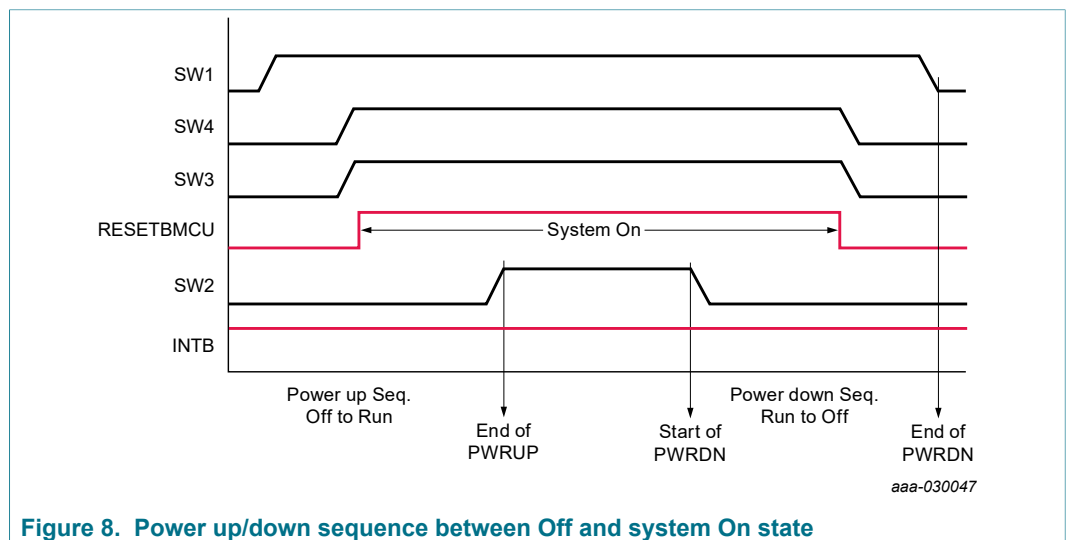 SW1
SW4
SW3
RESETBMCU
System On
SW2
INTB
Power up Seq.
Off to Run
Power down Seq.
Run to Off
End of
PWRUP
Start of
PWRDN
End of
PWRDN
aaa-030047
Figure 8. Power up/down sequence between Off and system On state